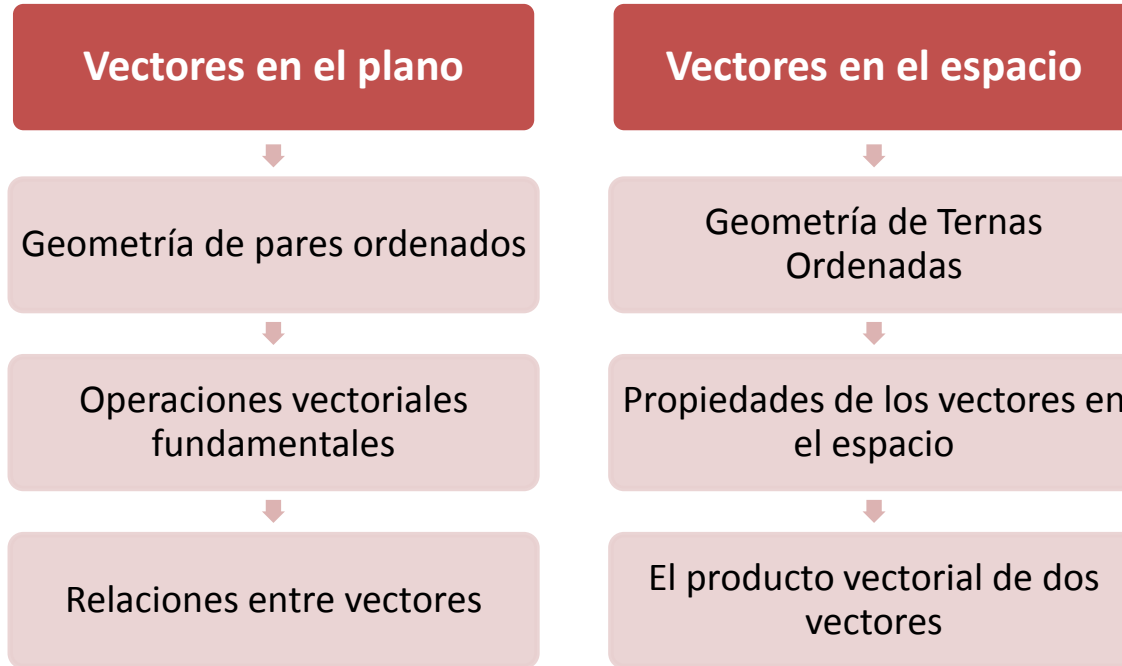 Vectores en el plano
Geometría de pares ordenados
Operaciones vectoriales
fundamentales
Relaciones entre vectores
Vectores en el espacio
Geometría de Ternas
Ordenadas
Propiedades de los vectores en
el espacio
El producto vectorial de dos
vectores